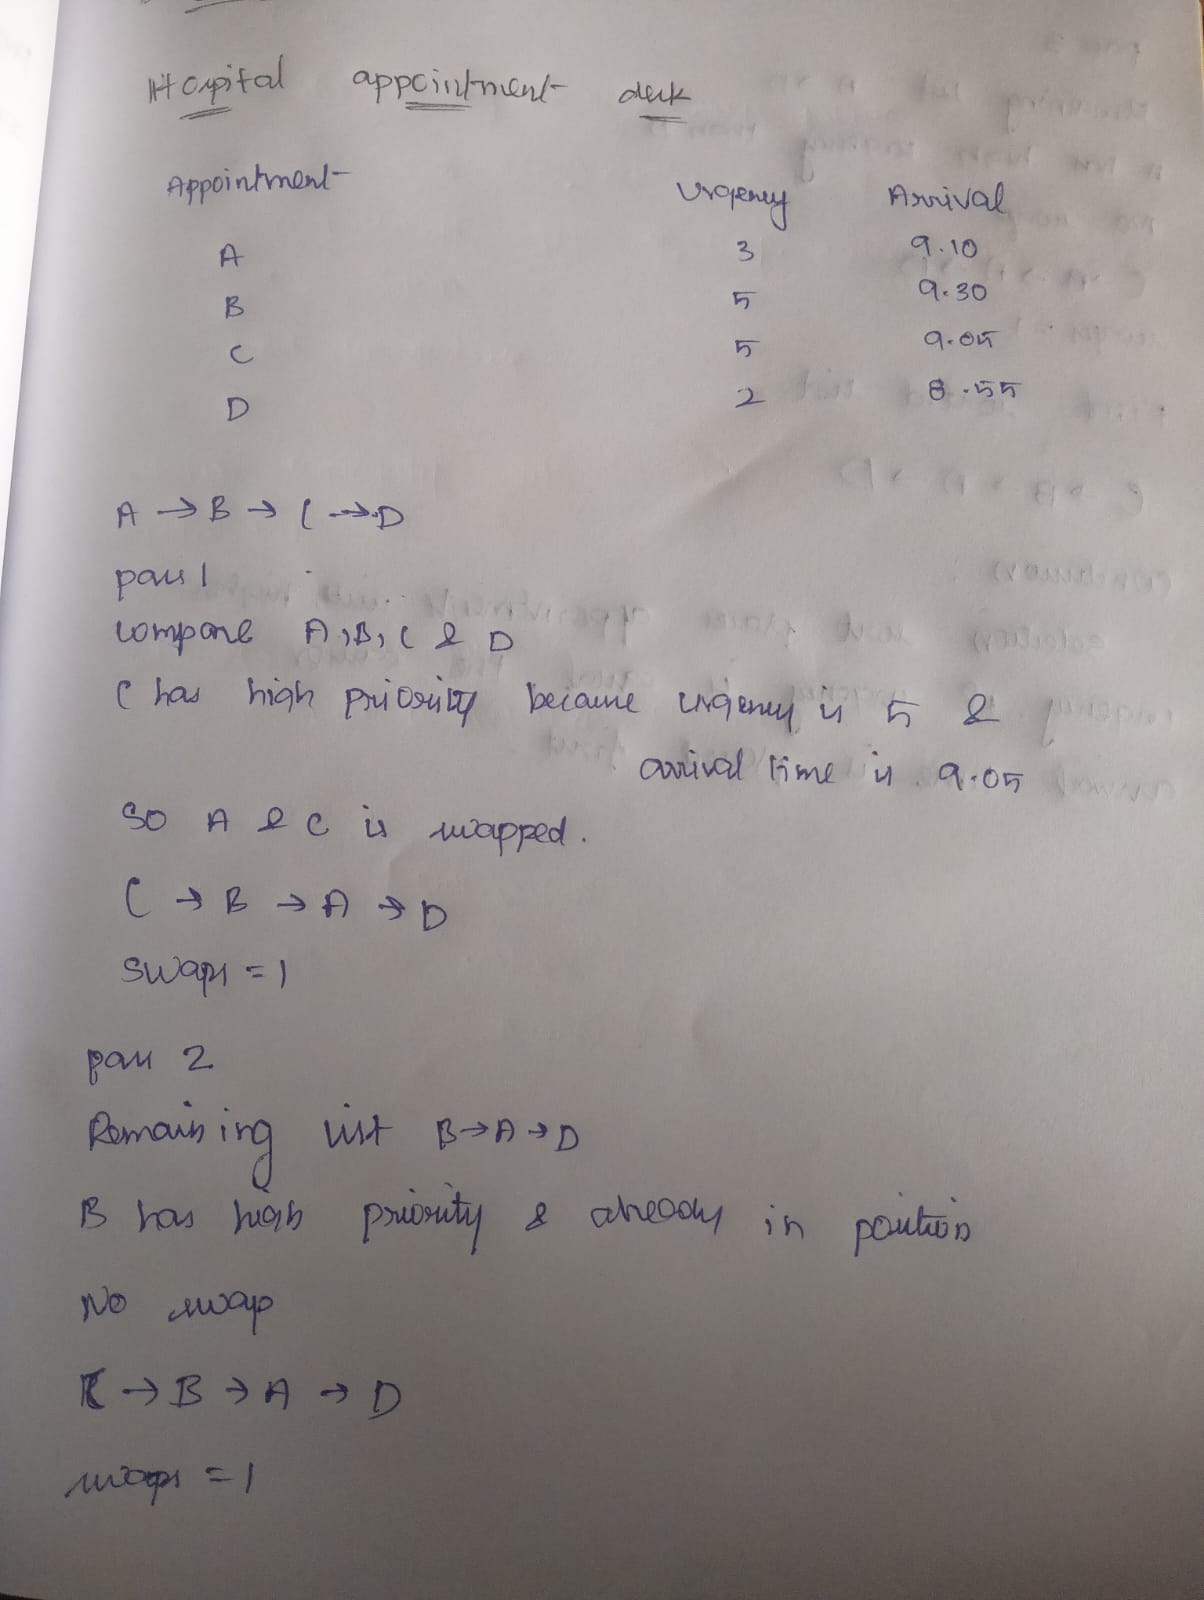 Hospital appointment desk
Appointment Urgency Arrival
A 3 9.10
B 5 9.30
C 5 9.05
D 2 8.55
A → B → C → D
pass 1
compare A, B, C & D
C has high priority because urgency is 5 &
arrival time is 9.05
So A & C is swapped.
C → B → A → D
swaps = 1
pass 2
Remaining list B → A → D
B has high priority & already in position
No swap
C → B → A → D
swaps = 1